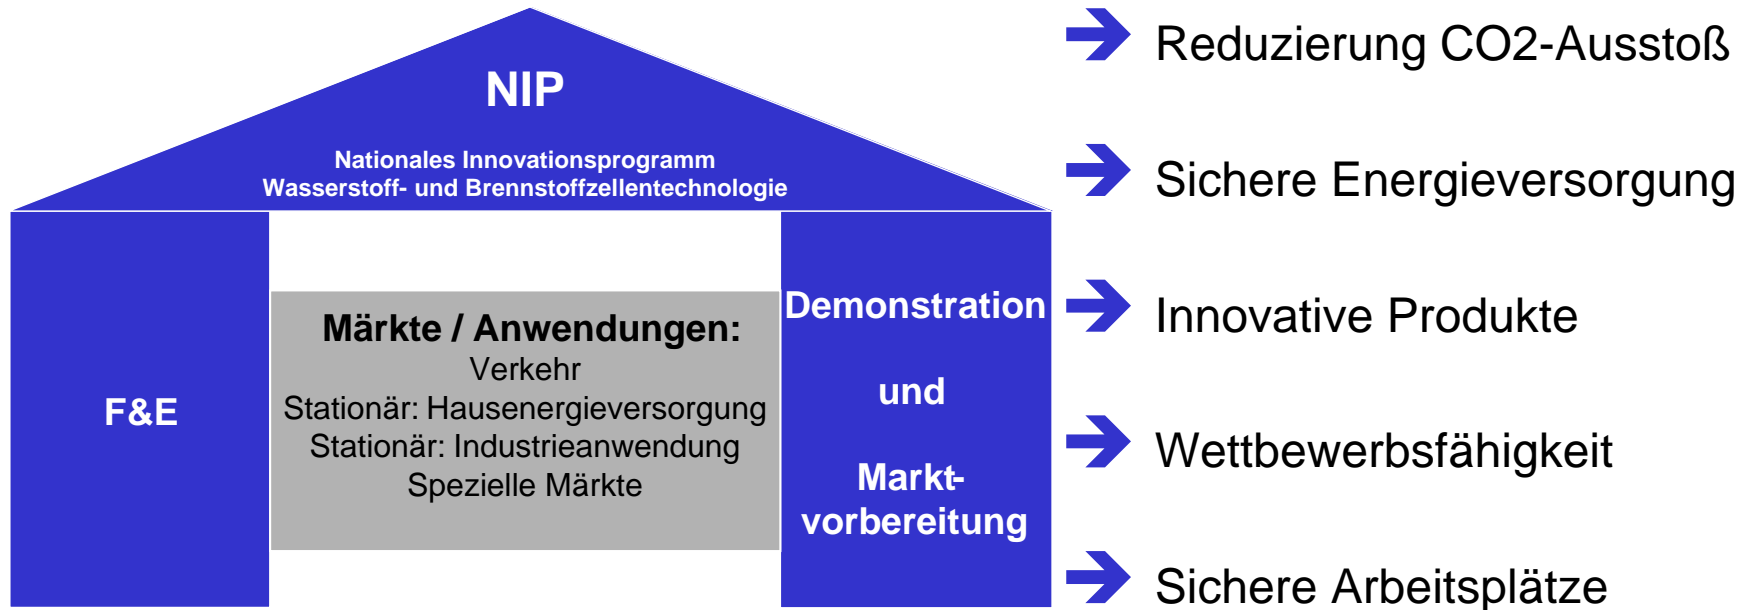 NIP
Nationales Innovationsprogramm
Wasserstoff- und Brennstoffzellentechnologie
F&E
Märkte / Anwendungen:
Verkehr
Stationär: Hausenergieversorgung
Stationär: Industrieanwendung
Spezielle Märkte
Demonstration
und
Markt-
vorbereitung
Reduzierung CO2-Ausstoß
Sichere Energieversorgung
Innovative Produkte
Wettbewerbsfähigkeit
Sichere Arbeitsplätze